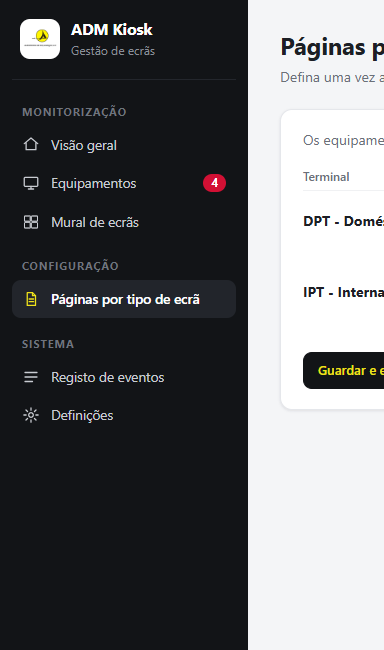 ADM Kiosk
Gestão de ecrãs
MONITORIZAÇÃO
Visão geral
Equipamentos
4
Mural de ecrãs
CONFIGURAÇÃO
Páginas por tipo de ecrã
SISTEMA
Registo de eventos
Definições
Páginas p
Defina uma vez a
Os equipame
Terminal
DPT - Domés
IPT - Interna
Guardar e e